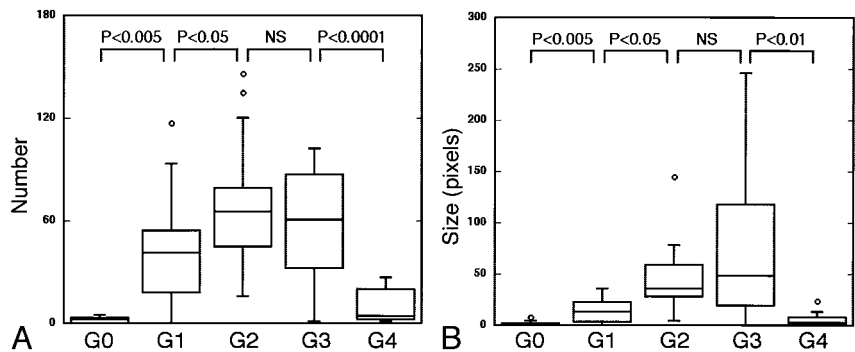 180
120
60
0
Number
P<0.005 P<0.05 NS P<0.0001
G0 G1 G2 G3 G4
A
300
250
200
150
100
50
0
Size (pixels)
P<0.005 P<0.05 NS P<0.01
G0 G1 G2 G3 G4
B